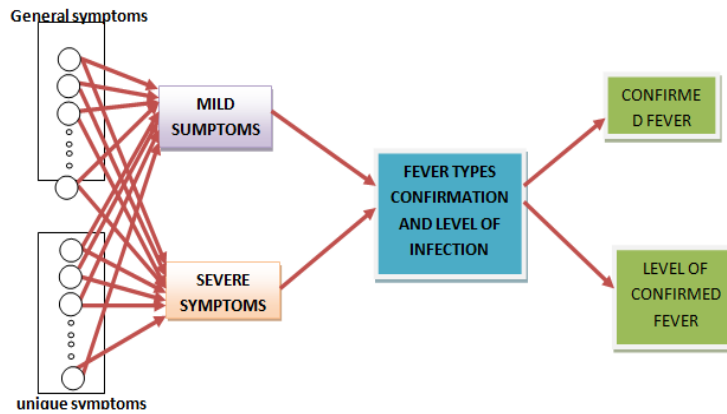 General symptoms
MILD
SUMPTOMS
SEVERE
SYMPTOMS
FEVER TYPES
CONFIRMATION
AND LEVEL OF
INFECTION
CONFIRME
D FEVER
LEVEL OF
CONFIRMED
FEVER
unique symptoms